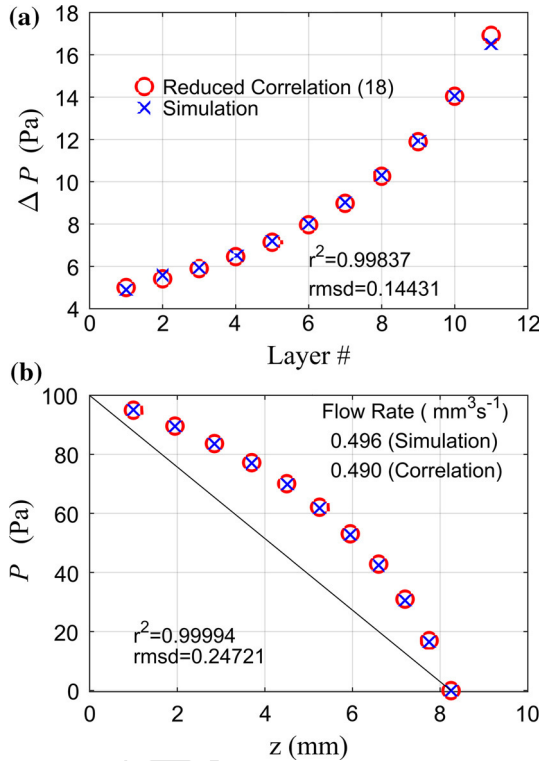 (a)
18
16
14
12
10
8
6
4
Δ P (Pa)
Reduced Correlation (18)
Simulation
r²=0.99837
rmsd=0.14431
0 2 4 6 8 10 12
Layer #
(b)
100
80
60
40
20
0
P (Pa)
Flow Rate ( mm³s⁻¹)
0.496 (Simulation)
0.490 (Correlation)
r²=0.99994
rmsd=0.24721
0 2 4 6 8 10
z (mm)